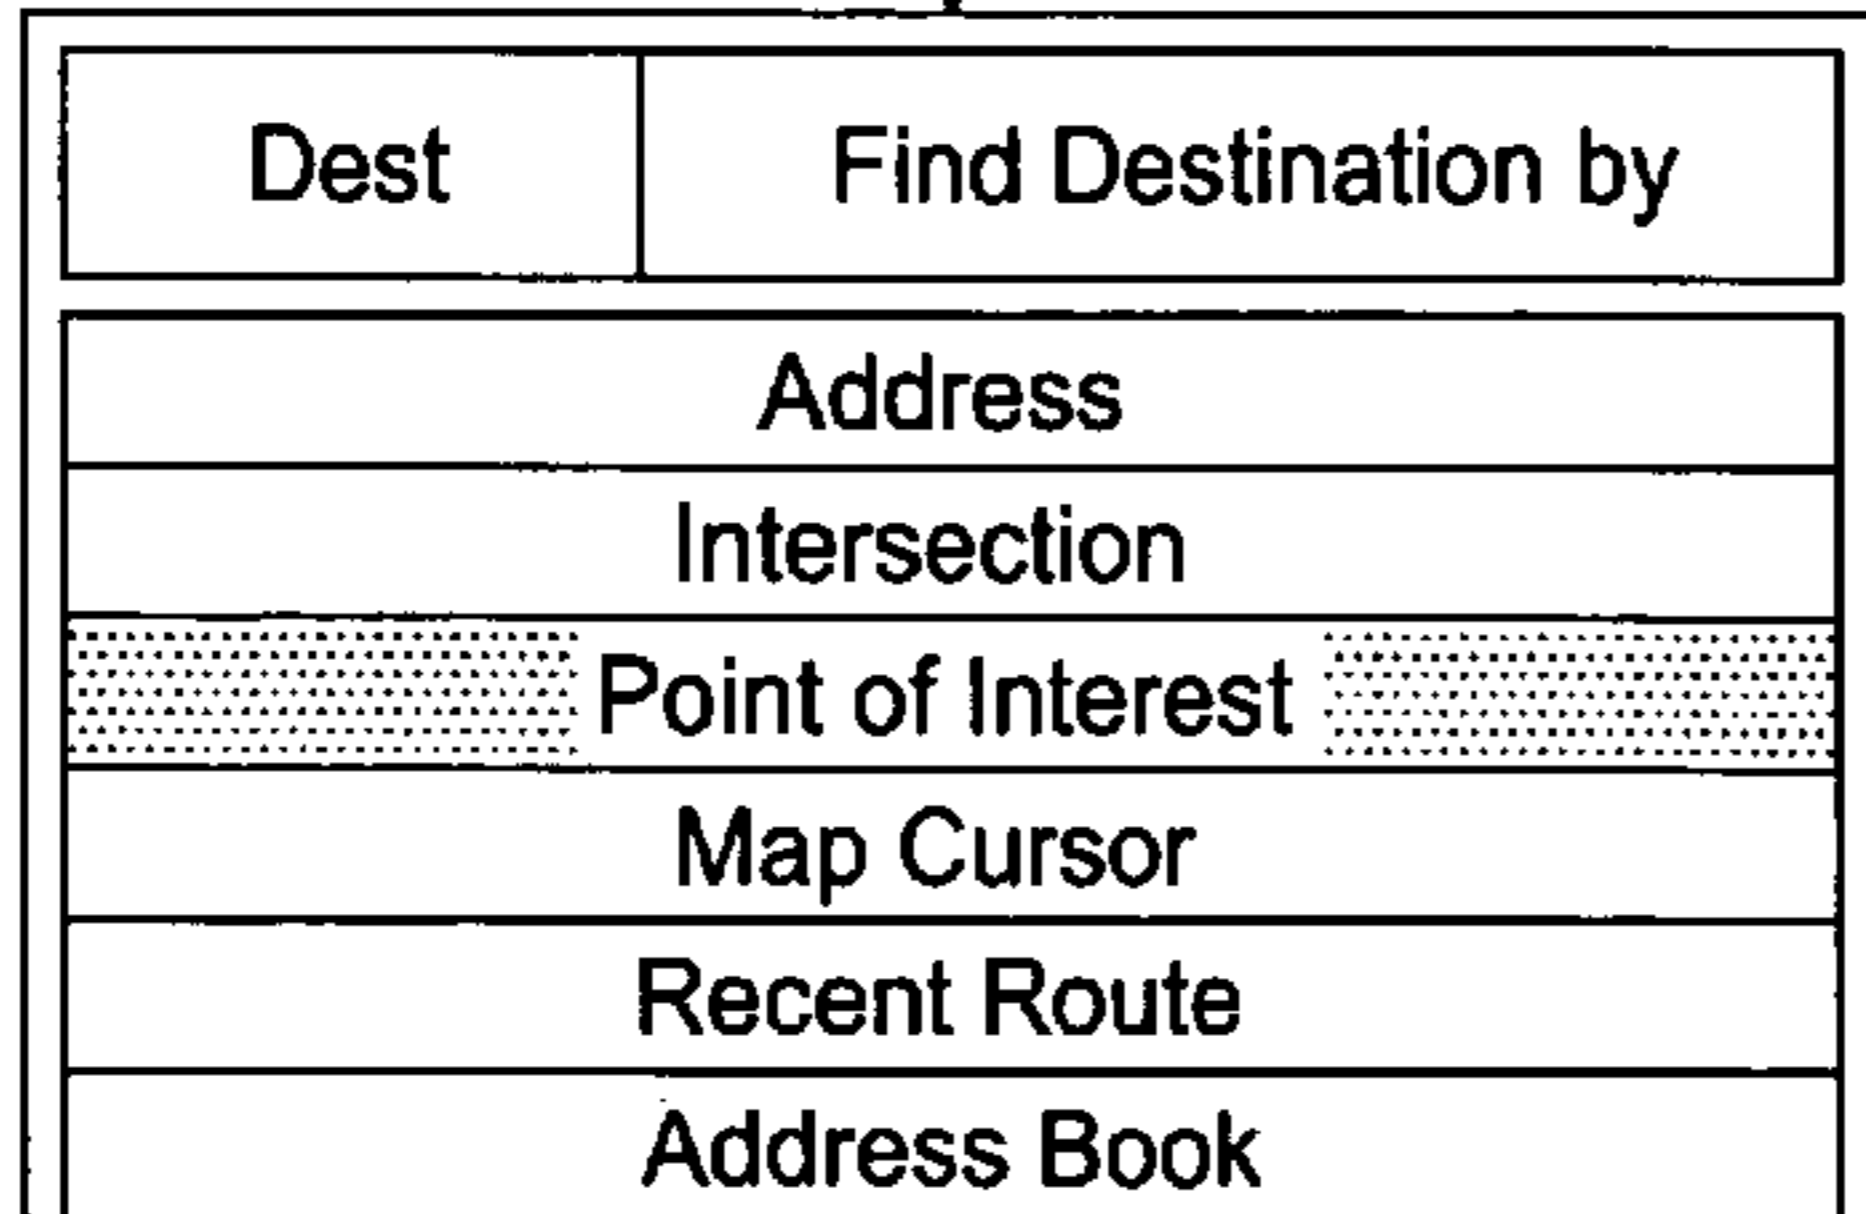 Dest Find Destination by
Address
Intersection
Point of Interest
Map Cursor
Recent Route
Address Book